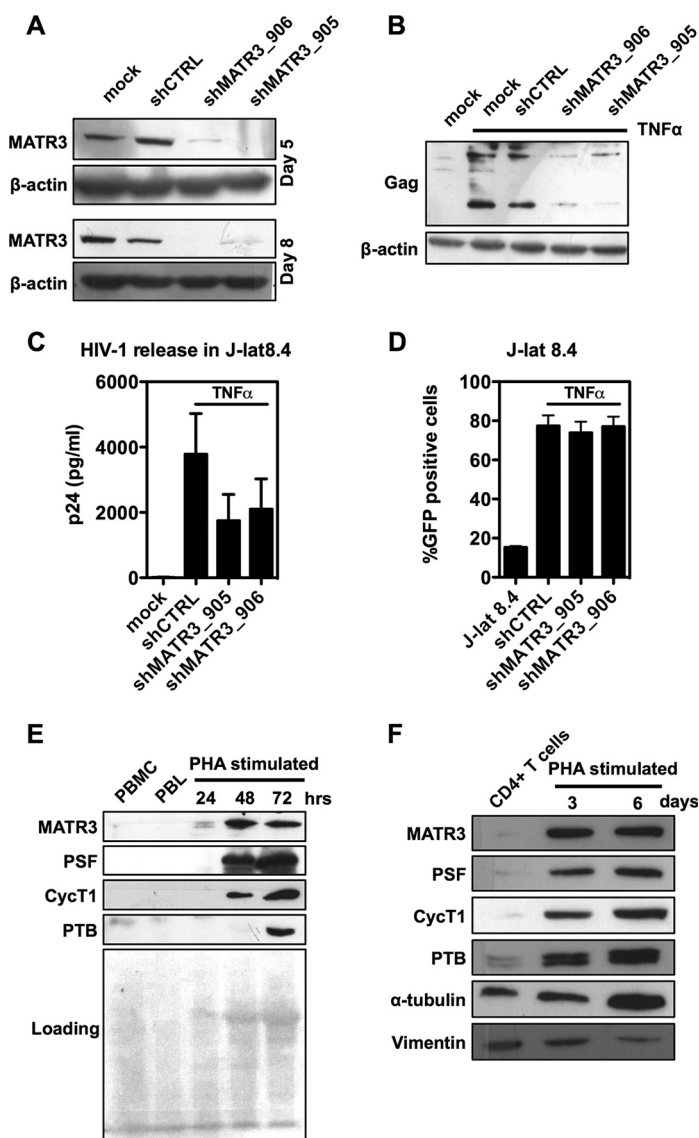 A
mock
shCTRL
shMATR3_906
shMATR3_905
MATR3
β-actin
Day 5
MATR3
β-actin
Day 8
B
mock
mock
shCTRL
shMATR3_906
shMATR3_905
TNFα
Gag
β-actin
C
HIV-1 release in J-lat8.4
p24 (pg/ml)
6000
4000
2000
0
TNFα
mock
shCTRL
shMATR3_905
shMATR3_906
D
J-lat 8.4
%GFP positive cells
100
80
60
40
20
0
TNFα
J-lat 8.4
shCTRL
shMATR3_905
shMATR3_906
E
PBMC
PBL
PHA stimulated
24 48 72 hrs
MATR3
PSF
CycT1
PTB
Loading
F
CD4+ T cells
PHA stimulated
3 6 days
MATR3
PSF
CycT1
PTB
α-tubulin
Vimentin